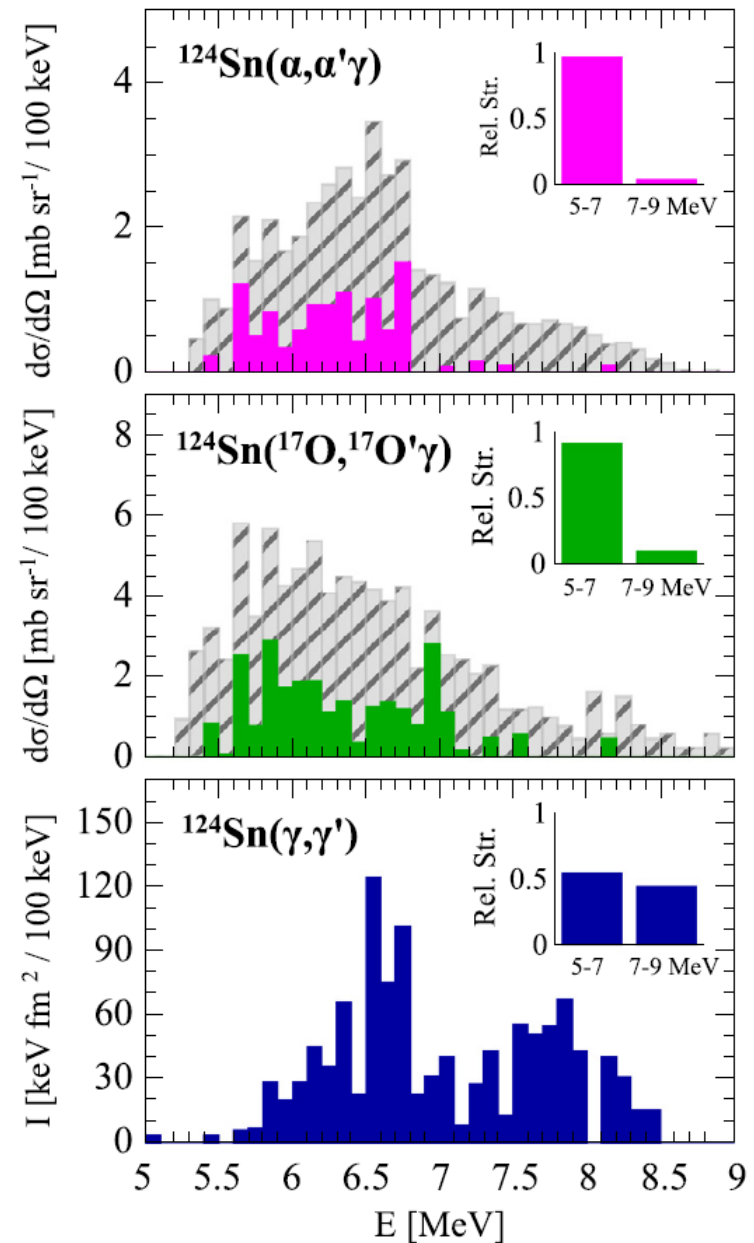 ¹²⁴Sn(α,α'γ)
dσ/dΩ [mb sr⁻¹/ 100 keV]
4
2
0
Rel. Str.
1
0.5
0
5-7 7-9 MeV
¹²⁴Sn(¹⁷O,¹⁷O'γ)
dσ/dΩ [mb sr⁻¹/ 100 keV]
8
6
4
2
0
Rel. Str.
1
0.5
0
5-7 7-9 MeV
¹²⁴Sn(γ,γ')
I [keV fm² / 100 keV]
150
120
90
60
30
0
Rel. Str.
1
0.5
0
5-7 7-9 MeV
5 5.5 6 6.5 7 7.5 8 8.5 9
E [MeV]